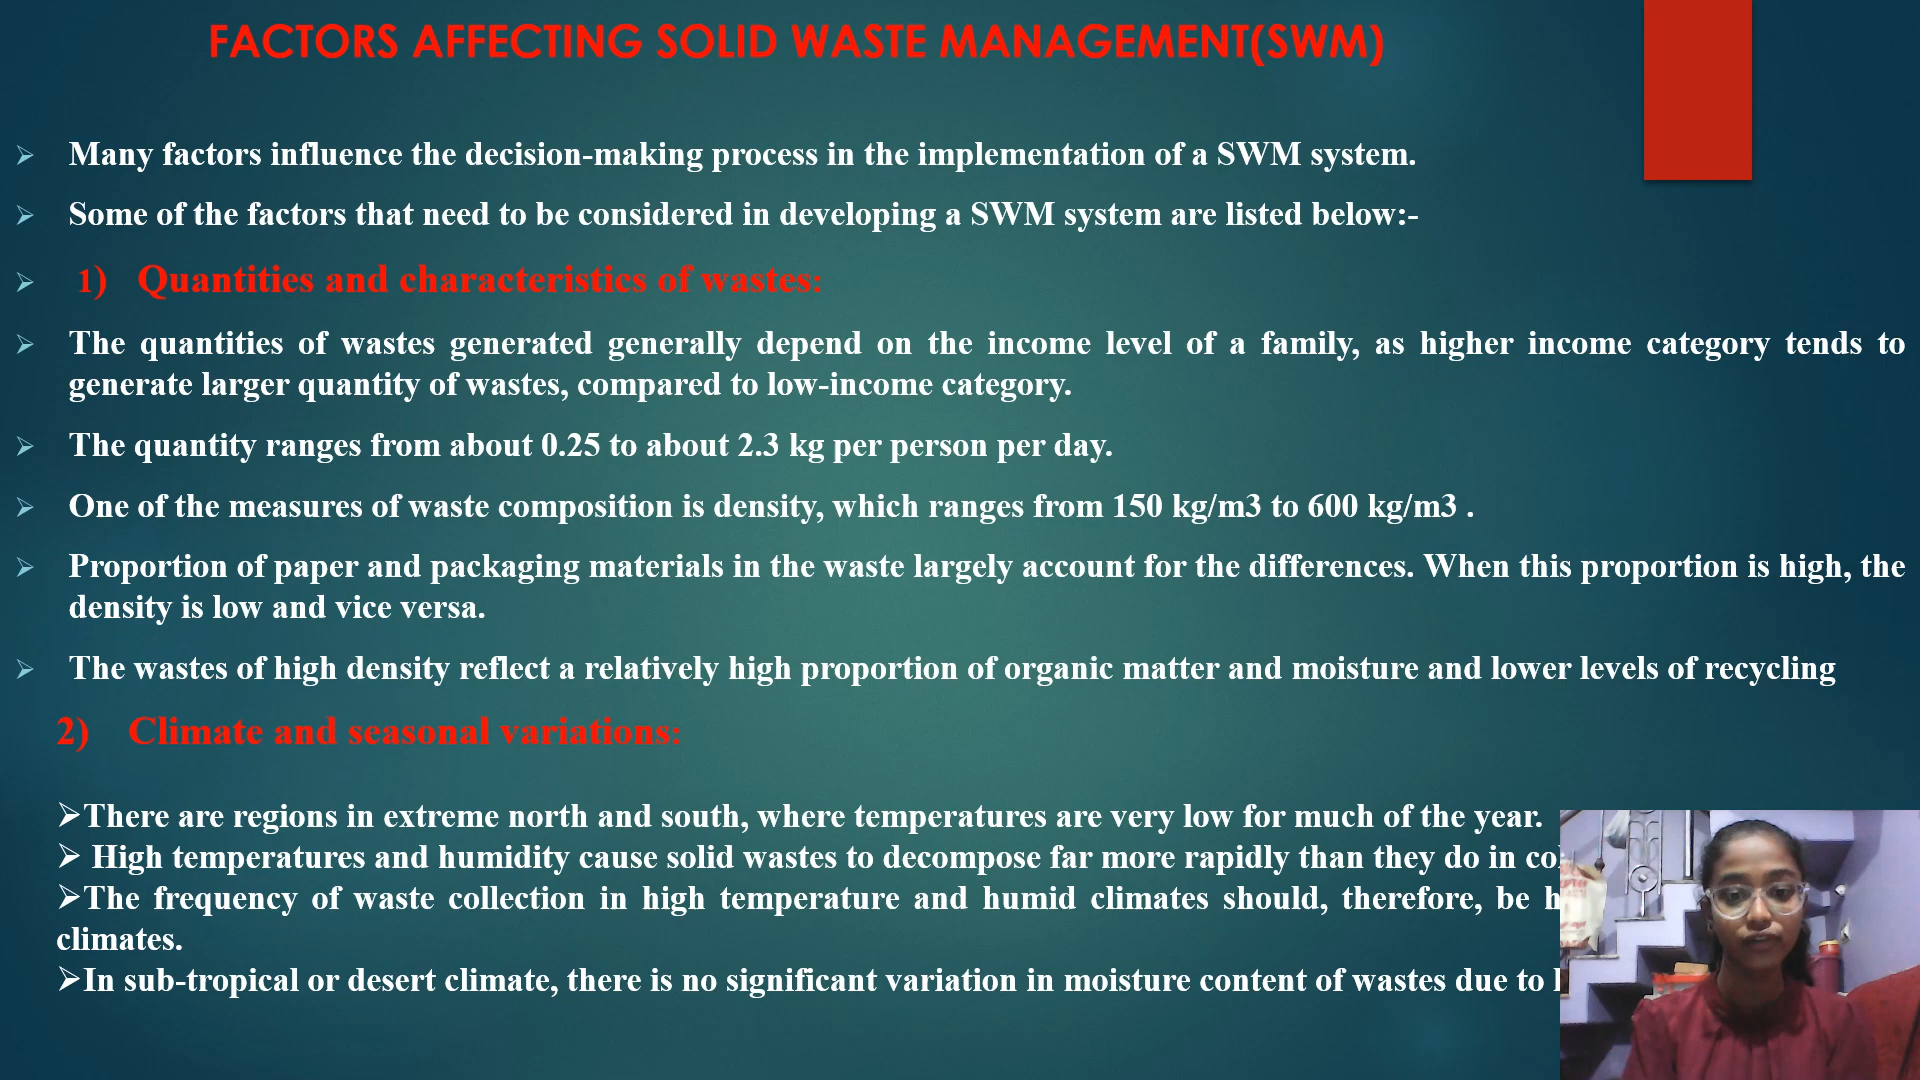 FACTORS AFFECTING SOLID WASTE MANAGEMENT(SWM)
Many factors influence the decision-making process in the implementation of a SWM system.
Some of the factors that need to be considered in developing a SWM system are listed below:-
1) Quantities and characteristics of wastes:
The quantities of wastes generated generally depend on the income level of a family, as higher income category tends to
generate larger quantity of wastes, compared to low-income category.
The quantity ranges from about 0.25 to about 2.3 kg per person per day.
One of the measures of waste composition is density, which ranges from 150 kg/m3 to 600 kg/m3 .
Proportion of paper and packaging materials in the waste largely account for the differences. When this proportion is high, the
density is low and vice versa.
The wastes of high density reflect a relatively high proportion of organic matter and moisture and lower levels of recycling
2) Climate and seasonal variations:
There are regions in extreme north and south, where temperatures are very low for much of the year.
High temperatures and humidity cause solid wastes to decompose far more rapidly than they do in
The frequency of waste collection in high temperature and humid climates should, therefore, be
climates.
In sub-tropical or desert climate, there is no significant variation in moisture content of wastes due to